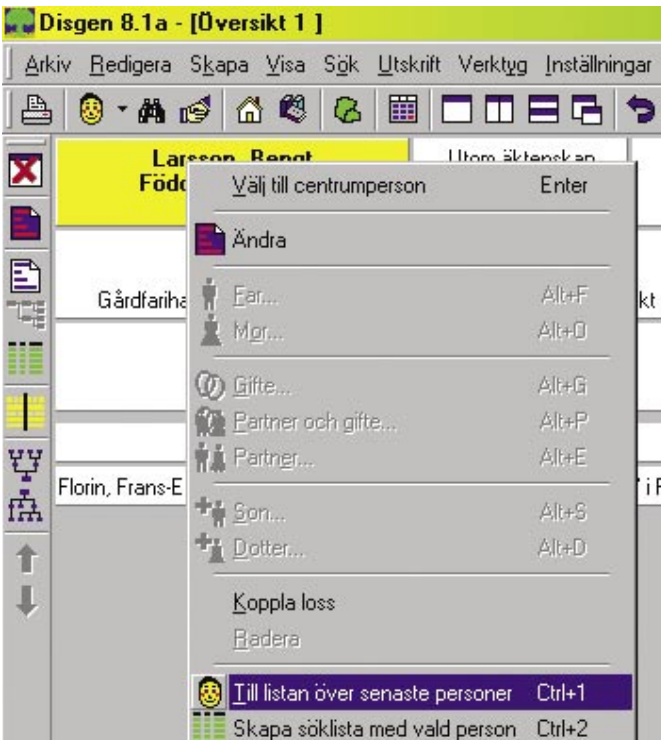 Disgen 8.1a - [Översikt 1 ]
Arkiv Redigera Skapa Visa Sök Utskrift Verktyg Inställningar
Larsson, Bengt
Utom äktenskap
Välj till centrumperson Enter
Ändra
Far... Alt+F
Mor... Alt+O
Gifte... Alt+G
Partner och gifte... Alt+P
Partner... Alt+E
Florin, Frans-E
Son... Alt+S
Dotter... Alt+D
Koppla loss
Radera
Till listan över senaste personer Ctrl+1
Skapa söklista med vald person Ctrl+2